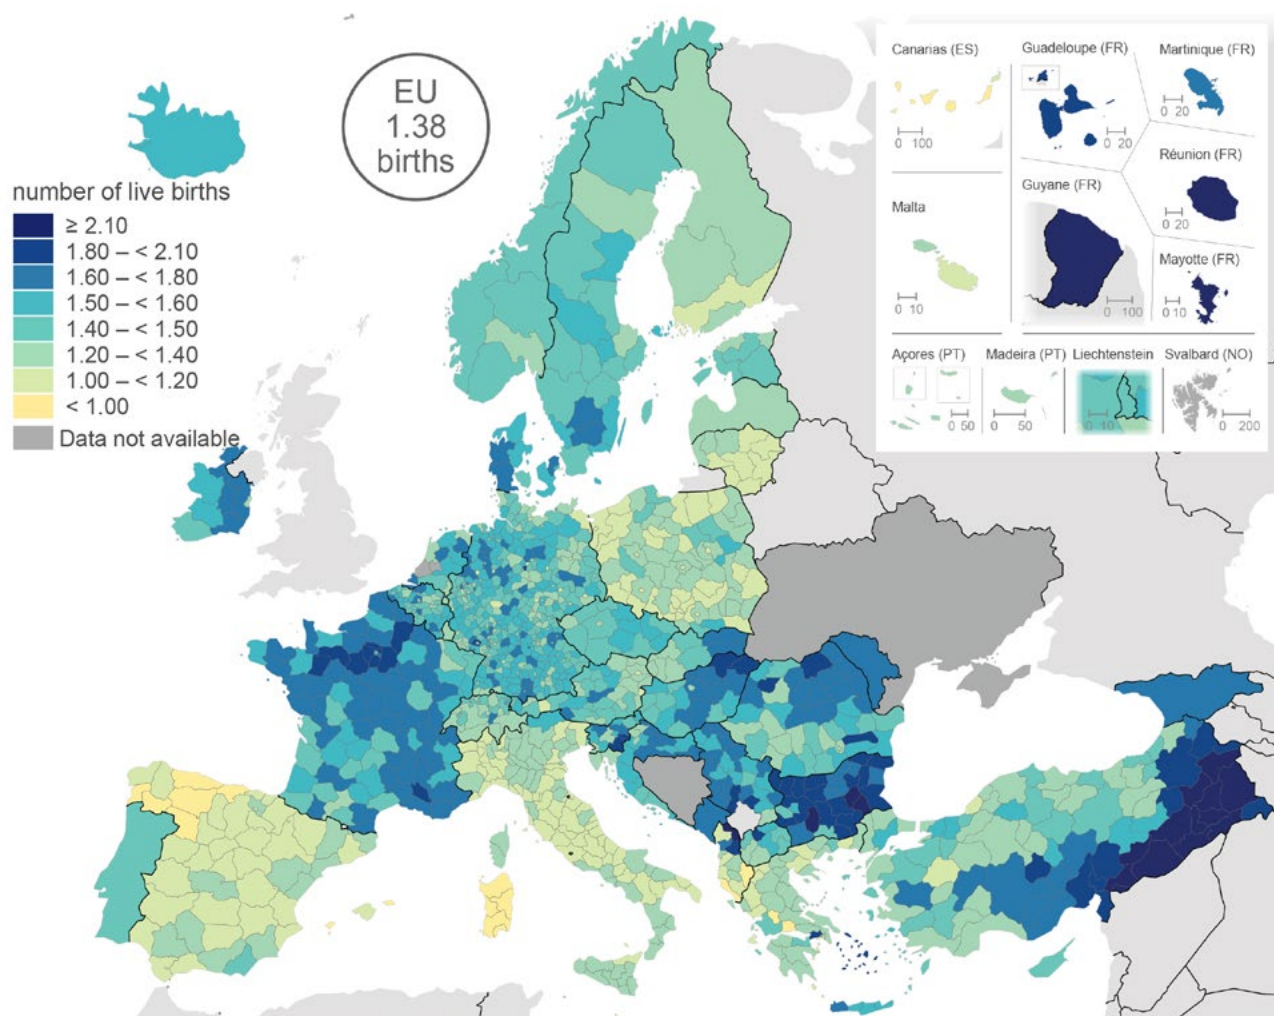 EU
1.38
births
number of live births
≥ 2.10
1.80 – < 2.10
1.60 – < 1.80
1.50 – < 1.60
1.40 – < 1.50
1.20 – < 1.40
1.00 – < 1.20
< 1.00
Data not available
Canarias (ES)
0 100
Guadeloupe (FR)
0 20
Martinique (FR)
0 20
Malta
0 10
Guyane (FR)
0 100
Réunion (FR)
0 20
Mayotte (FR)
0 10
Açores (PT)
0 50
Madeira (PT)
0 50
Liechtenstein
0 10
Svalbard (NO)
0 200